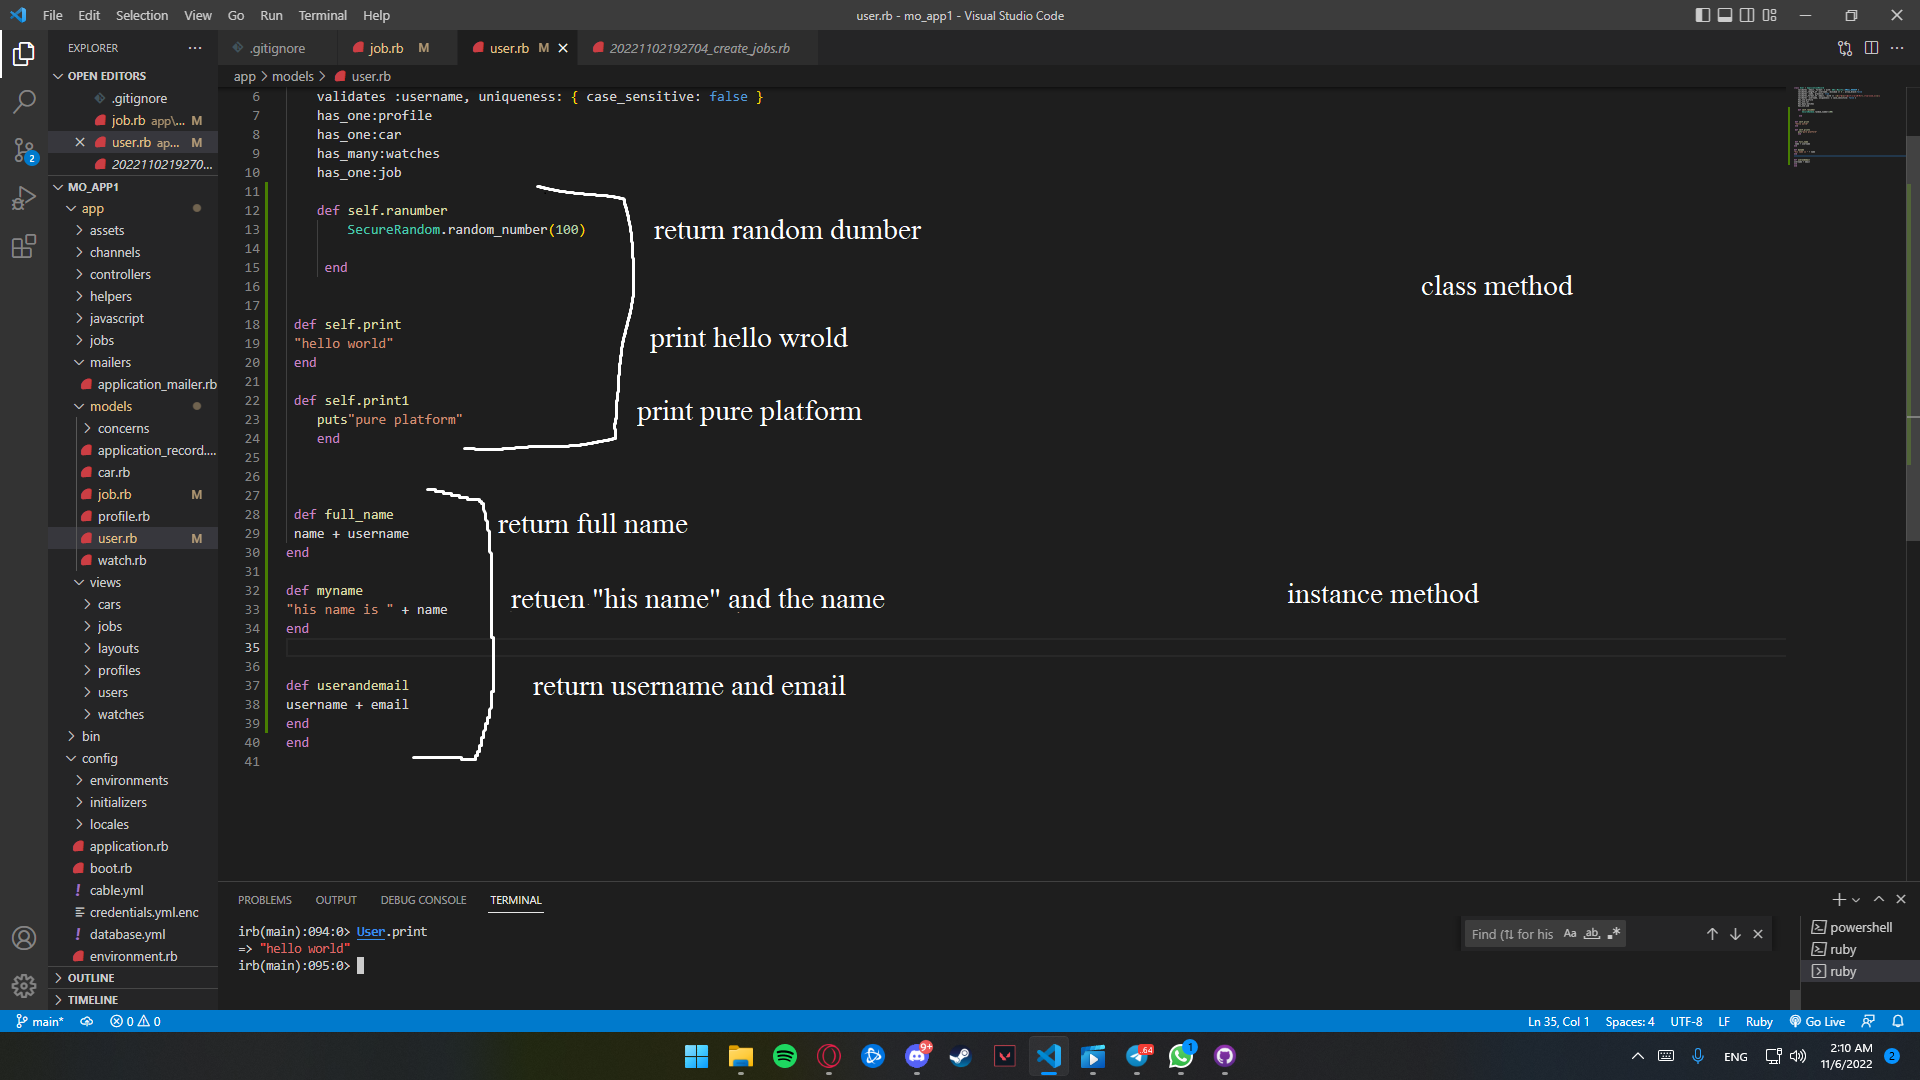 File Edit Selection View Go Run Terminal Help
user.rb - mo_app1 - Visual Studio Code
EXPLORER
.gitignore
job.rb M
user.rb M
20221102192704_create_jobs.rb
OPEN EDITORS
.gitignore
job.rb app\... M
user.rb ap... M
2022110219270...
MO_APP1
app
assets
channels
controllers
helpers
javascript
jobs
mailers
application_mailer.rb
models
concerns
application_record....
car.rb
job.rb M
profile.rb
user.rb M
watch.rb
views
cars
jobs
layouts
profiles
users
watches
bin
config
environments
initializers
locales
application.rb
boot.rb
cable.yml
credentials.yml.enc
database.yml
environment.rb
OUTLINE
TIMELINE
app > models > user.rb
6 validates :username, uniqueness: { case_sensitive: false }
7 has_one:profile
8 has_one:car
9 has_many:watches
10 has_one:job
11
12 def self.ranumber
13 SecureRandom.random_number(100)
14
15 end
16
17
18 def self.print
19 "hello world"
20 end
21
22 def self.print1
23 puts"pure platform"
24 end
25
26
27
28 def full_name
29 name + username
30 end
31
32 def myname
33 "his name is " + name
34 end
35
36
37 def userandemail
38 username + email
39 end
40 end
41
return random dumber
class method
print hello wrold
print pure platform
return full name
retuen "his name" and the name
instance method
return username and email
PROBLEMS OUTPUT DEBUG CONSOLE TERMINAL
irb(main):094:0> User.print
=> "hello world"
irb(main):095:0>
Find (⇅ for his Aa ab .*
powershell
ruby
ruby
2
main* 0 0
Ln 35, Col 1 Spaces: 4 UTF-8 LF Ruby Go Live
9+
64
1
ENG
2:10 AM
11/6/2022
2